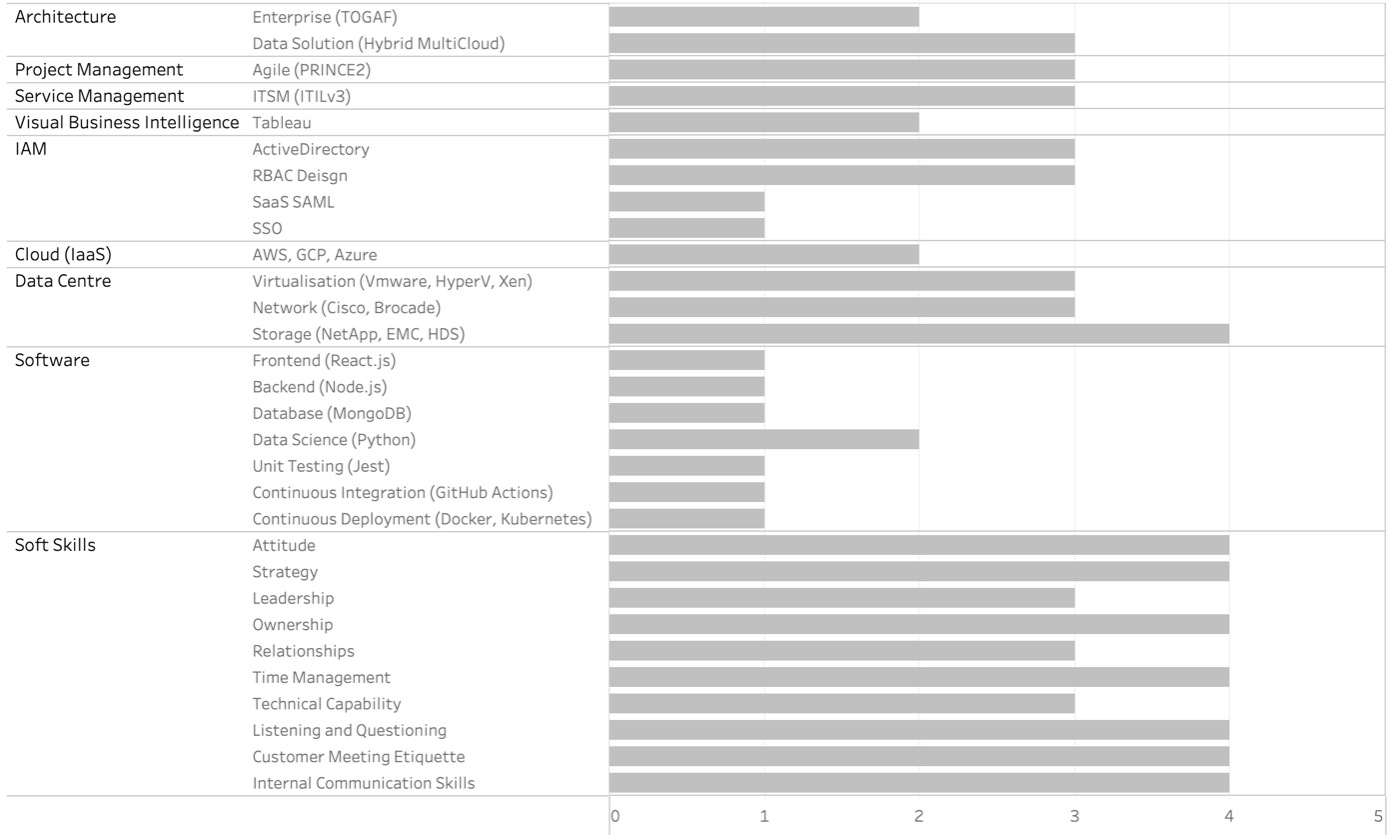 Architecture Enterprise (TOGAF)
Data Solution (Hybrid MultiCloud)
Project Management Agile (PRINCE2)
Service Management ITSM (ITILv3)
Visual Business Intelligence Tableau
IAM ActiveDirectory
RBAC Deisgn
SaaS SAML
SSO
Cloud (IaaS) AWS, GCP, Azure
Data Centre Virtualisation (Vmware, HyperV, Xen)
Network (Cisco, Brocade)
Storage (NetApp, EMC, HDS)
Software Frontend (React.js)
Backend (Node.js)
Database (MongoDB)
Data Science (Python)
Unit Testing (Jest)
Continuous Integration (GitHub Actions)
Continuous Deployment (Docker, Kubernetes)
Soft Skills Attitude
Strategy
Leadership
Ownership
Relationships
Time Management
Technical Capability
Listening and Questioning
Customer Meeting Etiquette
Internal Communication Skills
0 1 2 3 4 5